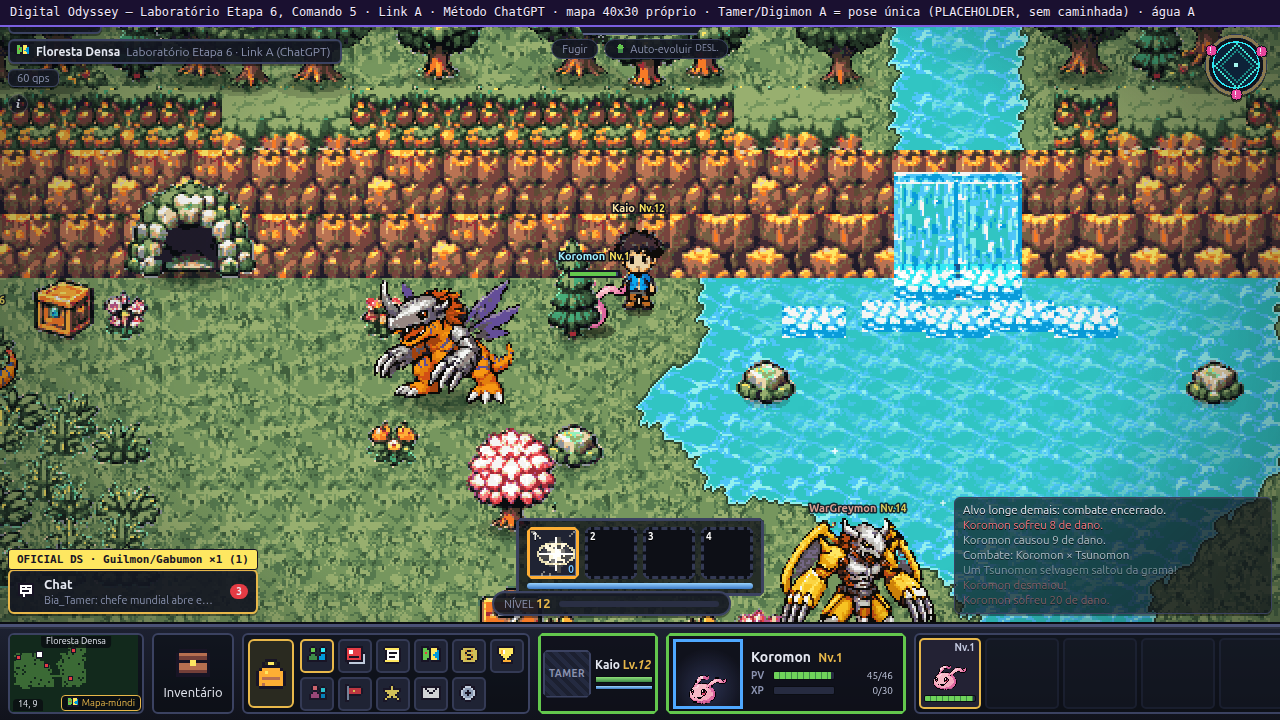 Digital Odyssey — Laboratório Etapa 6, Comando 5 · Link A · Método ChatGPT · mapa 40x30 próprio · Tamer/Digimon A = pose única (PLACEHOLDER, sem caminhada) · água A
Floresta Densa Laboratório Etapa 6 · Link A (ChatGPT)
Fugir
Auto-evoluir DESL.
60 qps
i
Kaio Nv.12
Koromon Nv.1
6
WarGreymon Nv.14
Alvo longe demais: combate encerrado.
Koromon sofreu 8 de dano.
Koromon causou 9 de dano.
Combate: Koromon × Tsunomon
Um Tsunomon selvagem saltou da grama!
Koromon desmaiou!
Koromon sofreu 20 de dano.
1 2 3 4
0
NÍVEL 12
OFICIAL DS · Guilmon/Gabumon ×1 (1)
Chat
Bia_Tamer: chefe mundial abre e...
3
Floresta Densa
14, 9
Mapa-múndi
Inventário
TAMER
Kaio Lv.12
Koromon Nv.1
PV 45/46
XP 0/30
Nv.1